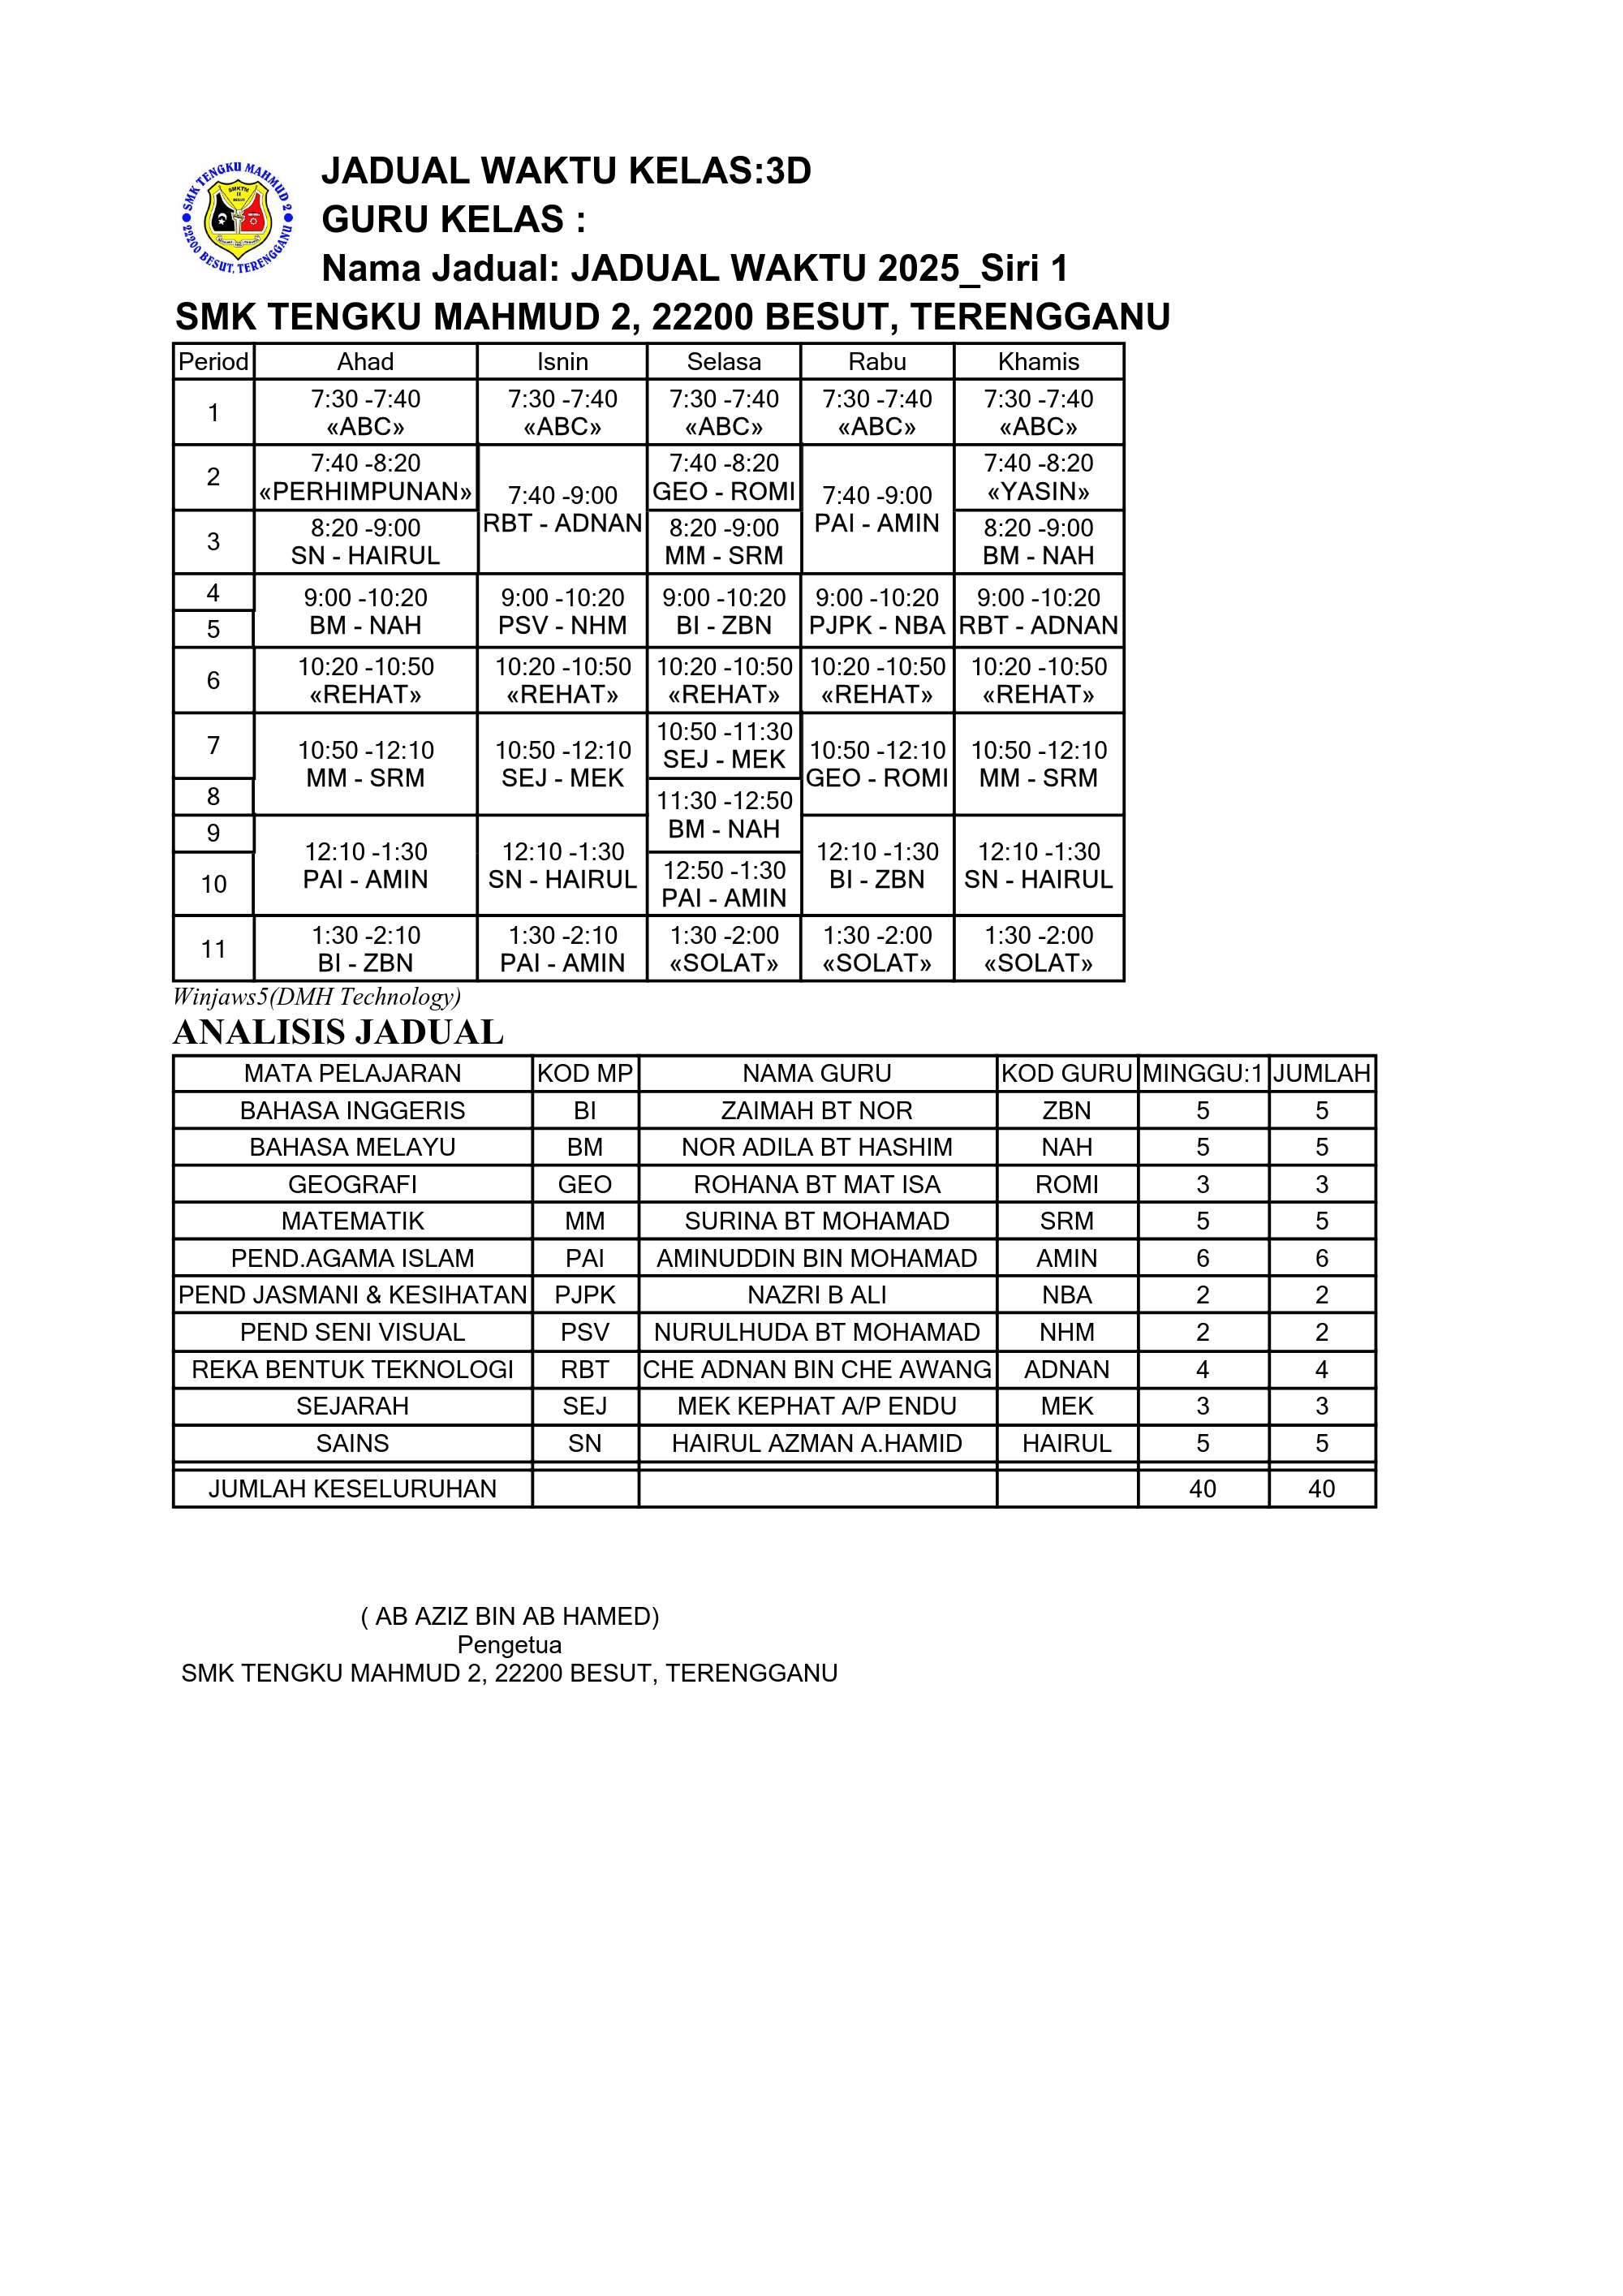 SMK TENGKU MAHMUD 2
22200 BESUT, TERENGGANU
JADUAL WAKTU KELAS:3D
GURU KELAS :
Nama Jadual: JADUAL WAKTU 2025_Siri 1
SMK TENGKU MAHMUD 2, 22200 BESUT, TERENGGANU
Period Ahad Isnin Selasa Rabu Khamis
1 7:30 -7:40 7:30 -7:40 7:30 -7:40 7:30 -7:40 7:30 -7:40
«ABC» «ABC» «ABC» «ABC» «ABC»
2 7:40 -8:20 7:40 -9:00 7:40 -8:20 7:40 -9:00 7:40 -8:20
«PERHIMPUNAN» RBT - ADNAN GEO - ROMI PAI - AMIN «YASIN»
3 8:20 -9:00 8:20 -9:00 8:20 -9:00
SN - HAIRUL MM - SRM BM - NAH
4 9:00 -10:20 9:00 -10:20 9:00 -10:20 9:00 -10:20 9:00 -10:20
5 BM - NAH PSV - NHM BI - ZBN PJPK - NBA RBT - ADNAN
6 10:20 -10:50 10:20 -10:50 10:20 -10:50 10:20 -10:50 10:20 -10:50
«REHAT» «REHAT» «REHAT» «REHAT» «REHAT»
7 10:50 -12:10 10:50 -12:10 10:50 -11:30 10:50 -12:10 10:50 -12:10
MM - SRM SEJ - MEK SEJ - MEK GEO - ROMI MM - SRM
8 11:30 -12:50
9 BM - NAH
10 12:10 -1:30 12:10 -1:30 12:50 -1:30 12:10 -1:30 12:10 -1:30
PAI - AMIN SN - HAIRUL PAI - AMIN BI - ZBN SN - HAIRUL
11 1:30 -2:10 1:30 -2:10 1:30 -2:00 1:30 -2:00 1:30 -2:00
BI - ZBN PAI - AMIN «SOLAT» «SOLAT» «SOLAT»
Winjaws5(DMH Technology)
ANALISIS JADUAL
MATA PELAJARAN KOD MP NAMA GURU KOD GURU MINGGU:1 JUMLAH
BAHASA INGGERIS BI ZAIMAH BT NOR ZBN 5 5
BAHASA MELAYU BM NOR ADILA BT HASHIM NAH 5 5
GEOGRAFI GEO ROHANA BT MAT ISA ROMI 3 3
MATEMATIK MM SURINA BT MOHAMAD SRM 5 5
PEND.AGAMA ISLAM PAI AMINUDDIN BIN MOHAMAD AMIN 6 6
PEND JASMANI & KESIHATAN PJPK NAZRI B ALI NBA 2 2
PEND SENI VISUAL PSV NURULHUDA BT MOHAMAD NHM 2 2
REKA BENTUK TEKNOLOGI RBT CHE ADNAN BIN CHE AWANG ADNAN 4 4
SEJARAH SEJ MEK KEPHAT A/P ENDU MEK 3 3
SAINS SN HAIRUL AZMAN A.HAMID HAIRUL 5 5
JUMLAH KESELURUHAN 40 40
( AB AZIZ BIN AB HAMED)
Pengetua
SMK TENGKU MAHMUD 2, 22200 BESUT, TERENGGANU